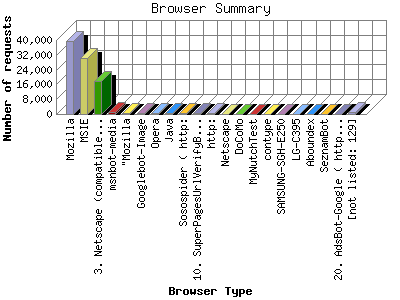 Browser Summary
Number of requests
40,000
32,000
24,000
16,000
8,000
0
Mozilla
MSIE
3. Netscape (compatible...
msnbot-media
"Mozilla
Googlebot-Image
Opera
Java
Sosospider ( http:
10. SuperPagesUrlVerifyB...
http:
Netscape
DoCoMo
MyNutchTest
contype
SAMSUNG-SGH-E250
LG-C395
Aboundex
SeznamBot
20. AdsBot-Google ( http...
[not listed: 129]
Browser Type